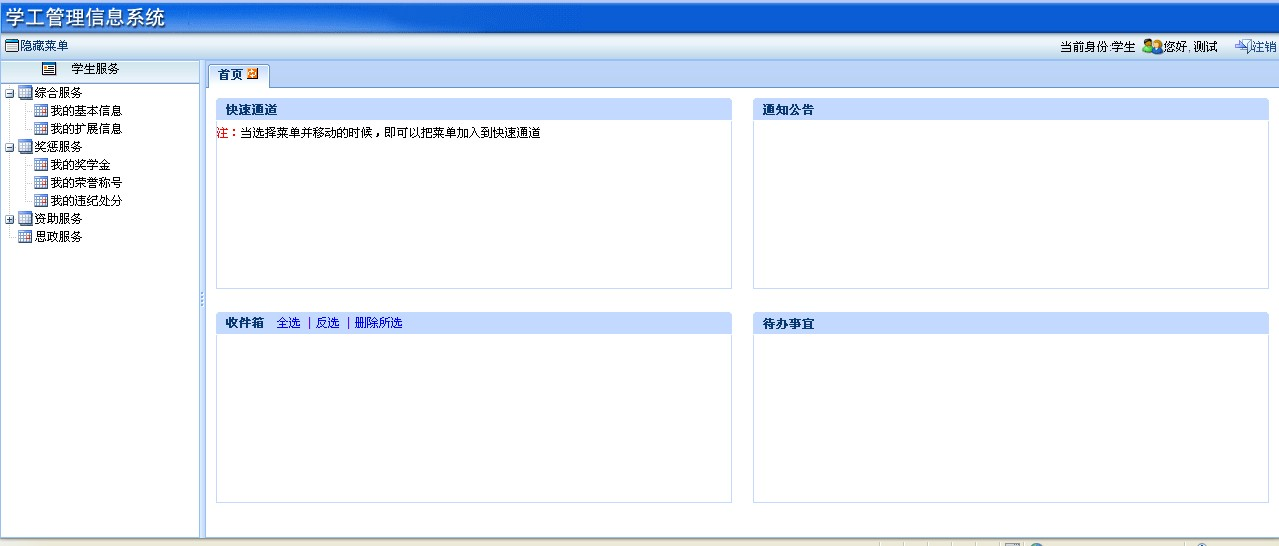 学工管理信息系统
隐藏菜单
当前身份:学生 您好, 测试 注销
学生服务
综合服务
我的基本信息
我的扩展信息
奖惩服务
我的奖学金
我的荣誉称号
我的违纪处分
资助服务
思政服务
首页
快速通道
注：当选择菜单并移动的时候，即可以把菜单加入到快速通道
通知公告
收件箱 全选 | 反选 | 删除所选
待办事宜